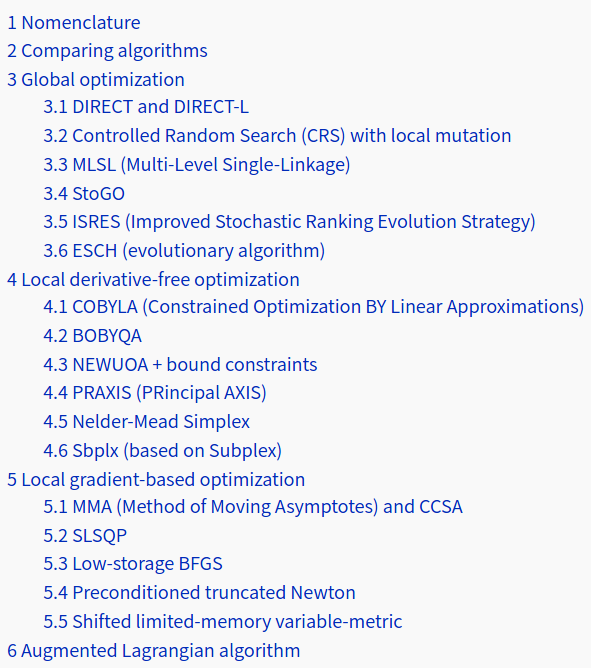 1 Nomenclature
2 Comparing algorithms
3 Global optimization
3.1 DIRECT and DIRECT-L
3.2 Controlled Random Search (CRS) with local mutation
3.3 MLSL (Multi-Level Single-Linkage)
3.4 StoGO
3.5 ISRES (Improved Stochastic Ranking Evolution Strategy)
3.6 ESCH (evolutionary algorithm)
4 Local derivative-free optimization
4.1 COBYLA (Constrained Optimization BY Linear Approximations)
4.2 BOBYQA
4.3 NEWUOA + bound constraints
4.4 PRAXIS (PRincipal AXIS)
4.5 Nelder-Mead Simplex
4.6 Sbplx (based on Subplex)
5 Local gradient-based optimization
5.1 MMA (Method of Moving Asymptotes) and CCSA
5.2 SLSQP
5.3 Low-storage BFGS
5.4 Preconditioned truncated Newton
5.5 Shifted limited-memory variable-metric
6 Augmented Lagrangian algorithm